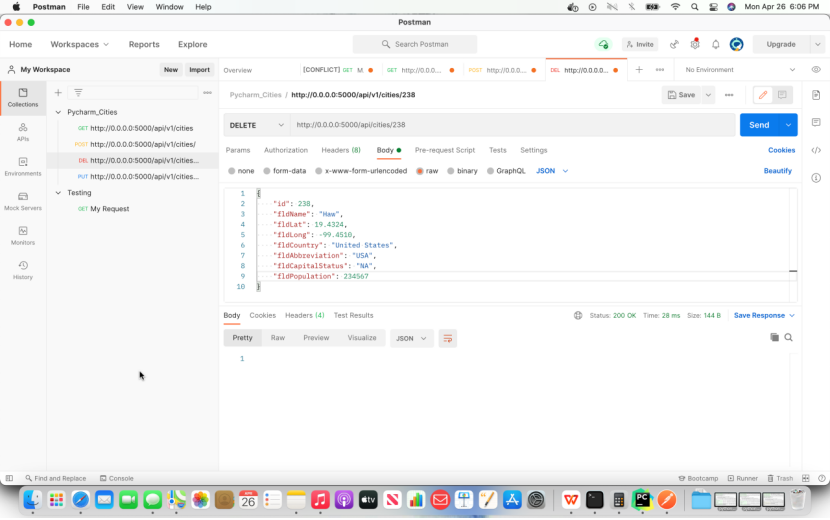 Postman File Edit View Window Help Mon Apr 26 6:06 PM
Postman
Home Workspaces Reports Explore Search Postman Invite Upgrade
My Workspace New Import Overview [CONFLICT] GET M. GET http://0.0.0.... POST http://0.0.0.... DEL http://0.0.0.0... + ••• No Environment
Collections
APIs
Environments
Mock Servers
Monitors
History
Pycharm_Cities
GET http://0.0.0.0:5000/api/v1/cities
POST http://0.0.0.0:5000/api/v1/cities/
DEL http://0.0.0.0:5000/api/v1/cities...
PUT http://0.0.0.0:5000/api/v1/cities...
Testing
GET My Request
Pycharm_Cities / http://0.0.0.0:5000/api/v1/cities/238 Save •••
DELETE http://0.0.0.0:5000/api/cities/238 Send
Params Authorization Headers (8) Body Pre-request Script Tests Settings Cookies
none form-data x-www-form-urlencoded raw binary GraphQL JSON Beautify
1 {
2 "id": 238,
3 "fldName": "Haw",
4 "fldLat": 19.4324,
5 "fldLong": -99.4510,
6 "fldCountry": "United States",
7 "fldAbbreviation": "USA",
8 "fldCapitalStatus": "NA",
9 "fldPopulation": 234567
10 }
Body Cookies Headers (4) Test Results Status: 200 OK Time: 28 ms Size: 144 B Save Response
Pretty Raw Preview Visualize JSON
1
Find and Replace Console Bootcamp Runner Trash
APR
26
tv
PC